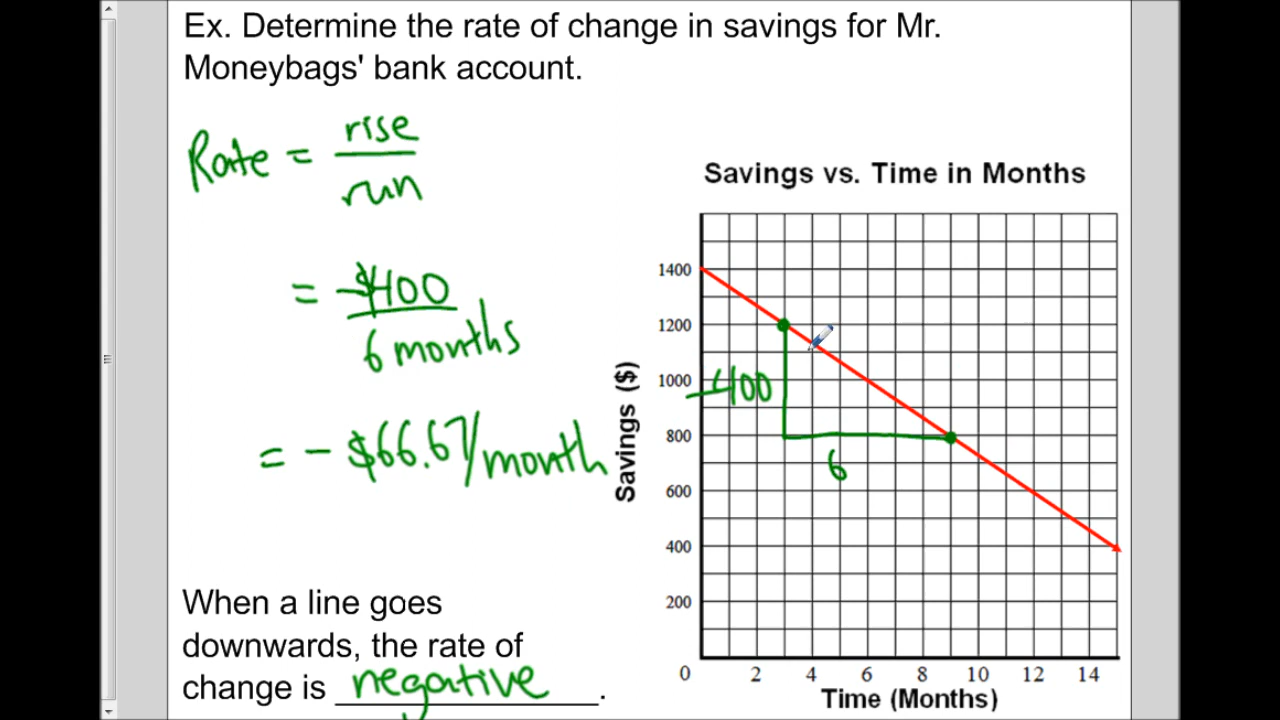 Ex. Determine the rate of change in savings for Mr.
Moneybags' bank account.
Rate = rise
run
= -$400
6 months
= - $66.67/month
When a line goes
downwards, the rate of
change is negative.
Savings vs. Time in Months
Savings ($)
1400
1200
1000
800
600
400
200
-400
6
0 2 4 6 8 10 12 14
Time (Months)